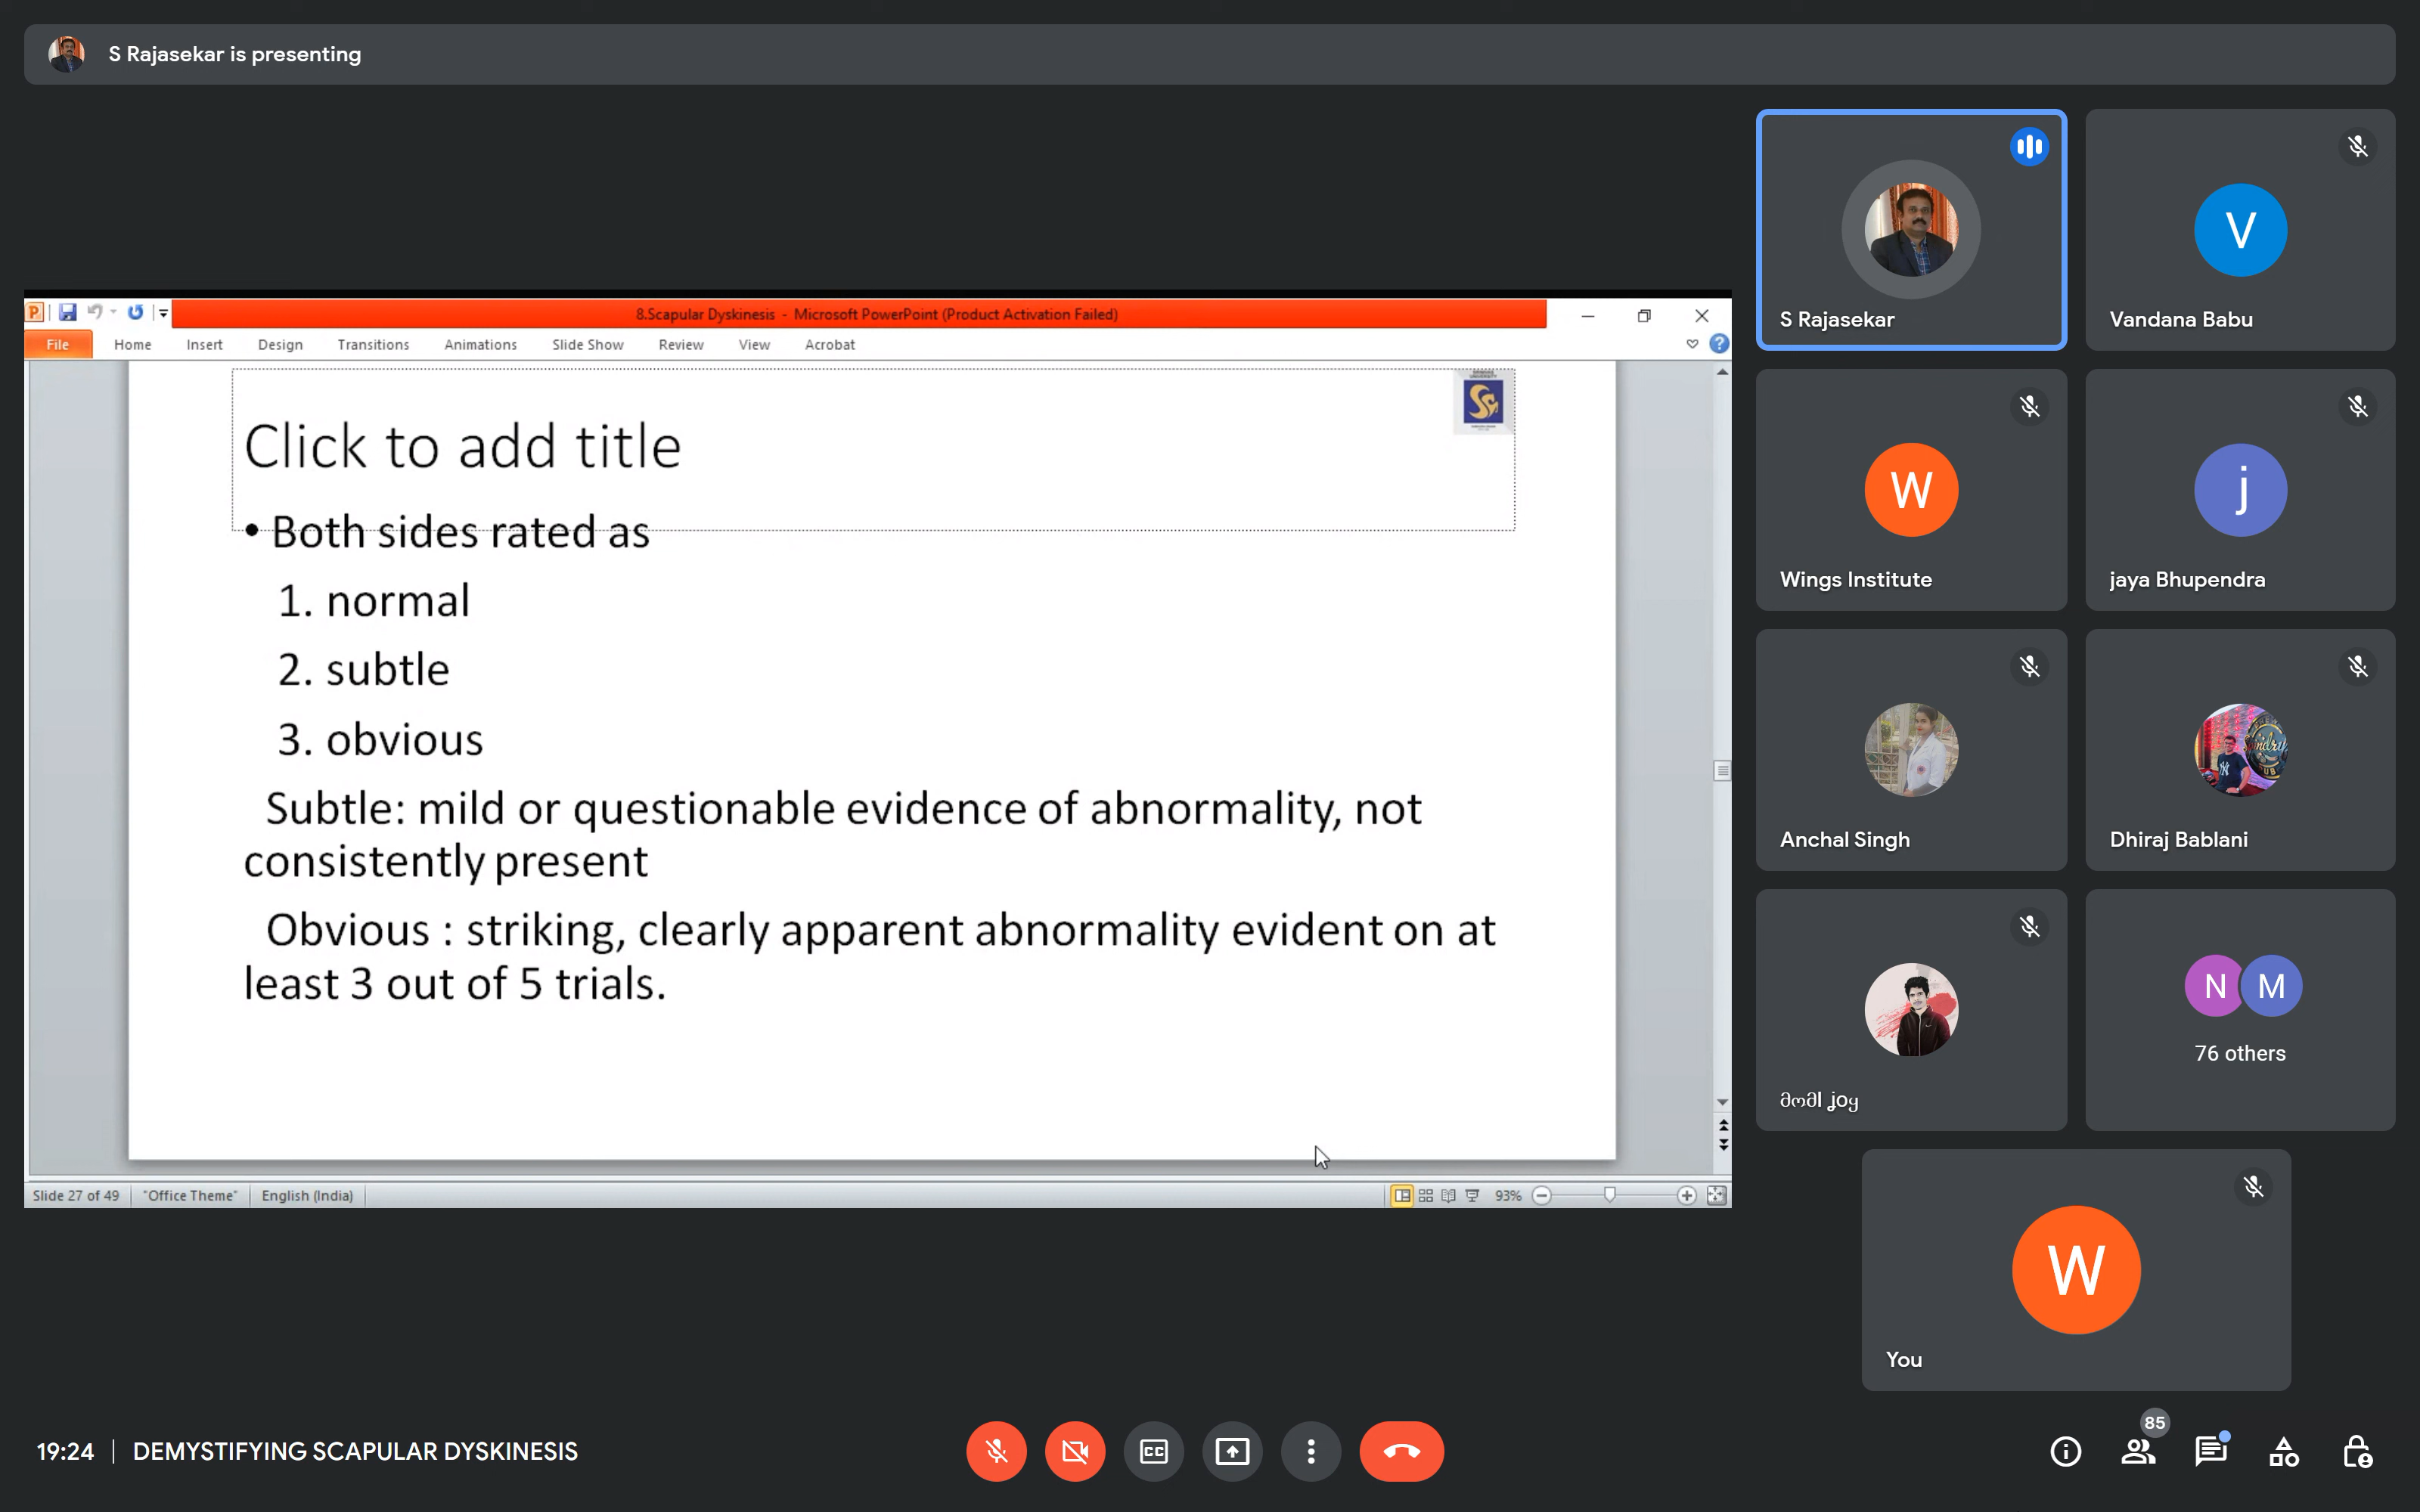 S Rajasekar is presenting
8.Scapular Dyskinesis - Microsoft PowerPoint (Product Activation Failed)
File Home Insert Design Transitions Animations Slide Show Review View Acrobat
Click to add title
• Both sides rated as
1. normal
2. subtle
3. obvious
Subtle: mild or questionable evidence of abnormality, not
consistently present
Obvious : striking, clearly apparent abnormality evident on at
least 3 out of 5 trials.
Slide 27 of 49 "Office Theme" English (India) 93%
S Rajasekar
V
Vandana Babu
W
Wings Institute
j
jaya Bhupendra
Anchal Singh
Dhiraj Bablani
N M
76 others
W
You
19:24 | DEMYSTIFYING SCAPULAR DYSKINESIS
CC
85